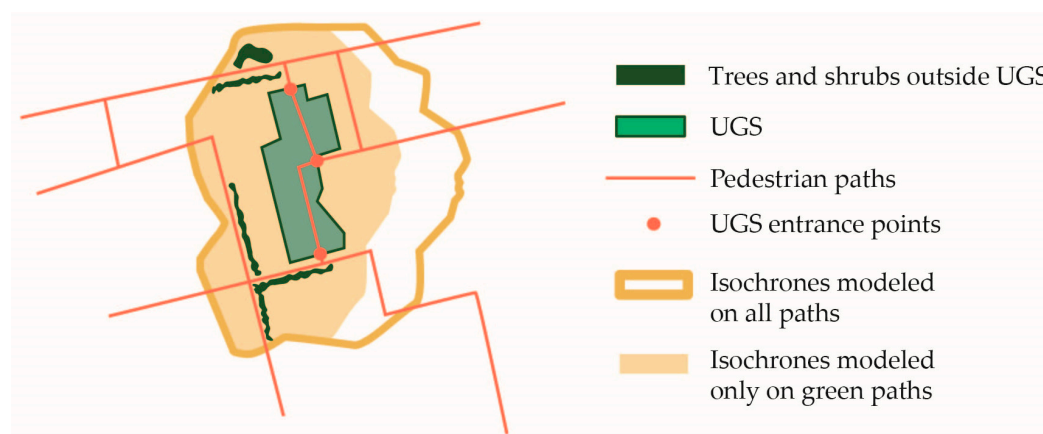 Trees and shrubs outside UGS
UGS
Pedestrian paths
UGS entrance points
Isochrones modeled
on all paths
Isochrones modeled
only on green paths